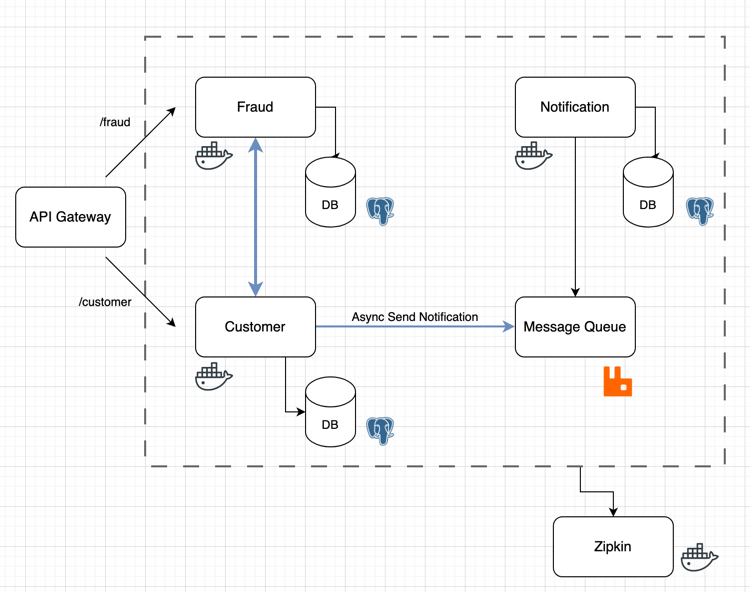 Fraud
Notification
/fraud
DB
DB
API Gateway
/customer
Customer
Async Send Notification
Message Queue
DB
Zipkin